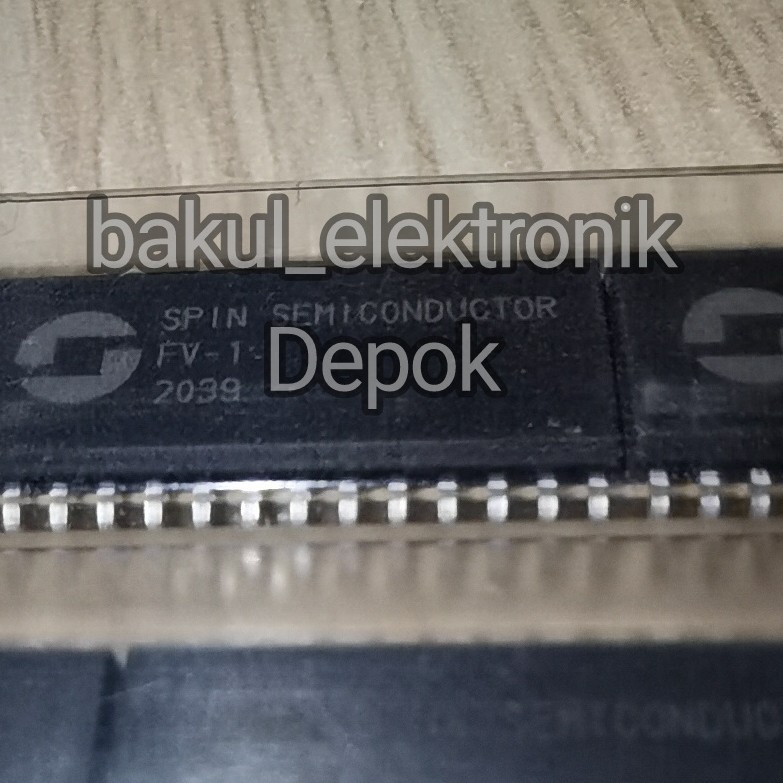 bakul_elektronik
SPIN SEMICONDUCTOR
FV-1
Depok
2039
SEMICONDUC